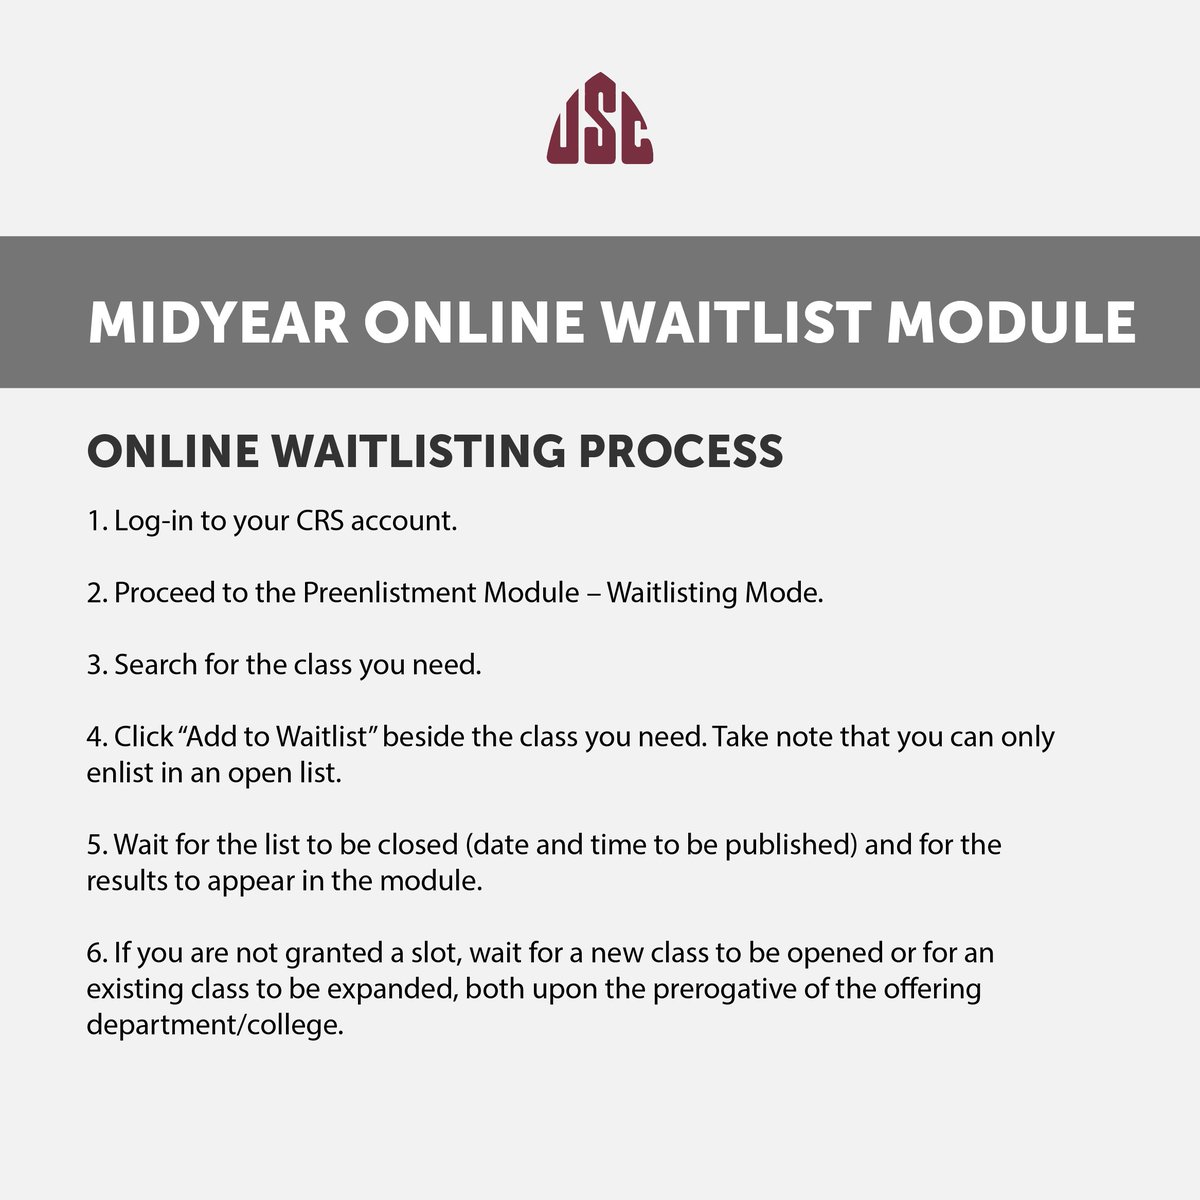 USC
MIDYEAR ONLINE WAITLIST MODULE
ONLINE WAITLISTING PROCESS
1. Log-in to your CRS account.
2. Proceed to the Preenlistment Module – Waitlisting Mode.
3. Search for the class you need.
4. Click “Add to Waitlist” beside the class you need. Take note that you can only
enlist in an open list.
5. Wait for the list to be closed (date and time to be published) and for the
results to appear in the module.
6. If you are not granted a slot, wait for a new class to be opened or for an
existing class to be expanded, both upon the prerogative of the offering
department/college.